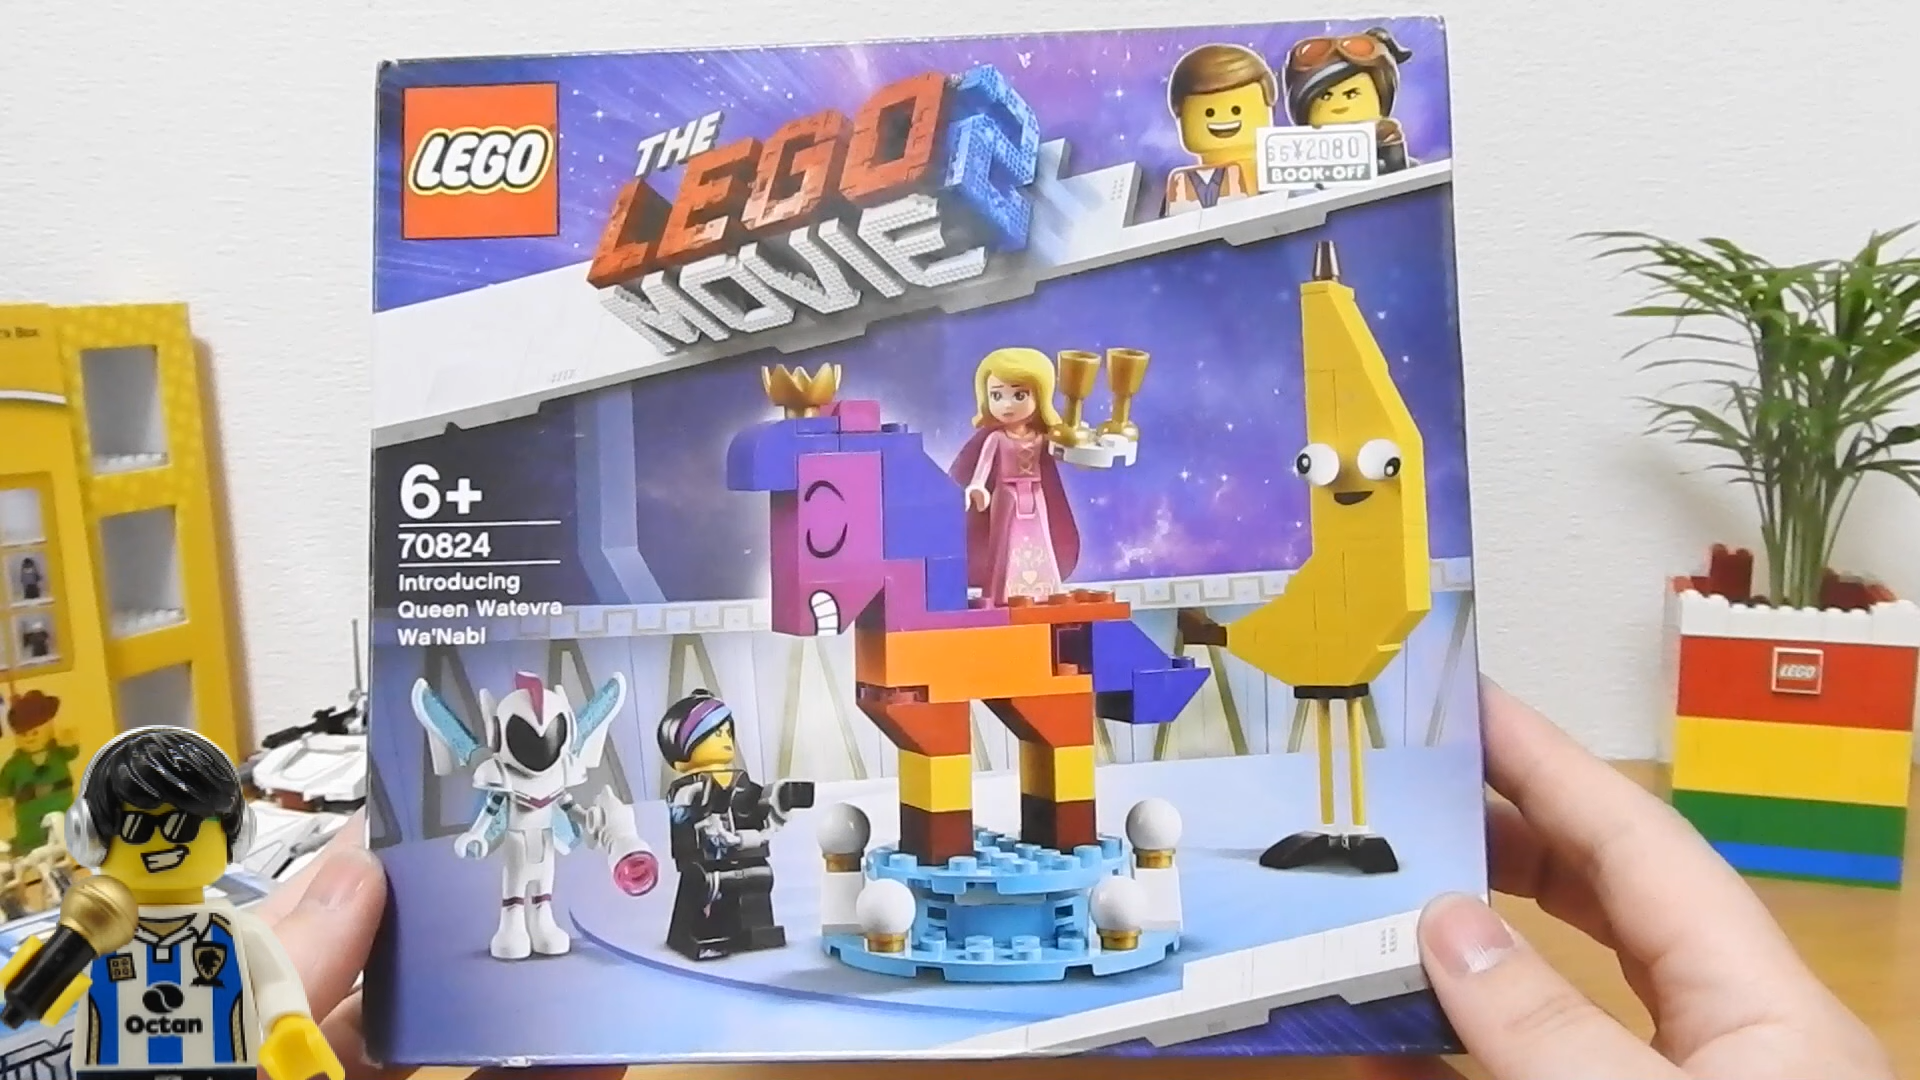 LEGO
THE
LEGO
MOVIE 2
¥2080
BOOK·OFF
6+
70824
Introducing
Queen Watevra
Wa'Nabi
LEGO
Octan